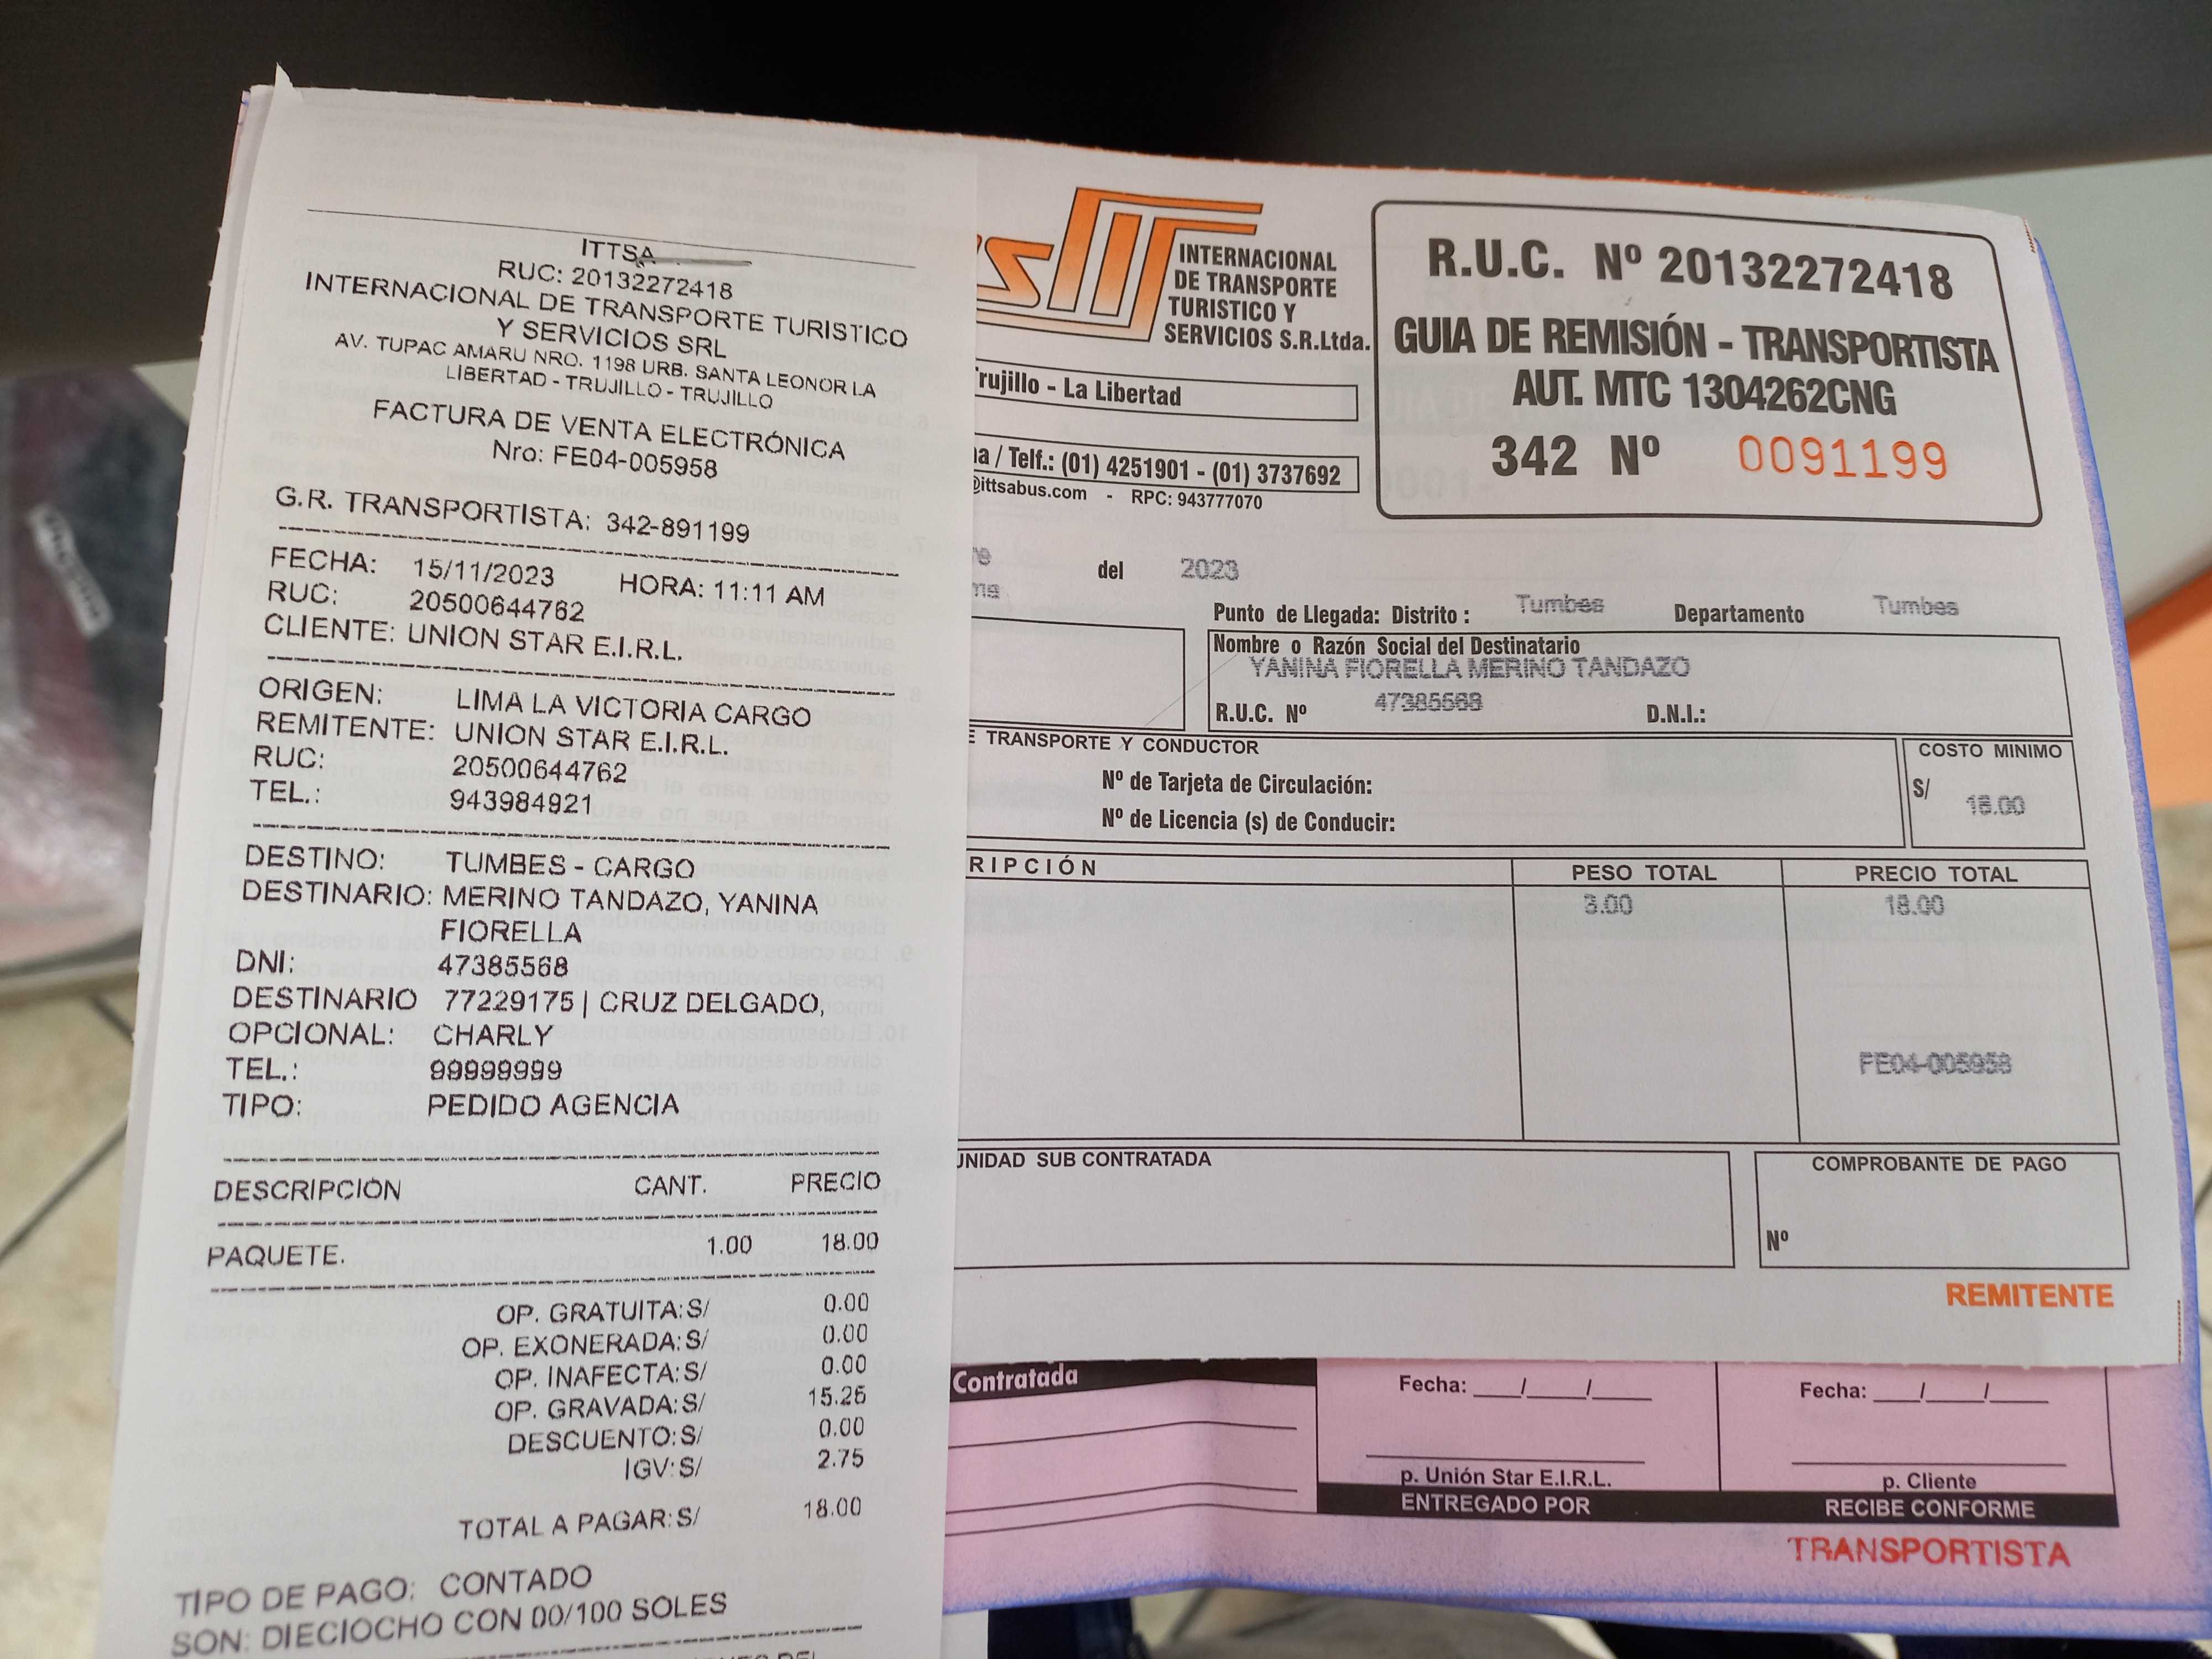 ITTSA
RUC: 20132272418
INTERNACIONAL DE TRANSPORTE TURISTICO
Y SERVICIOS SRL
AV. TUPAC AMARU NRO. 1198 URB. SANTA LEONOR LA
LIBERTAD - TRUJILLO - TRUJILLO
FACTURA DE VENTA ELECTRÓNICA
Nro: FE04-005958
G.R. TRANSPORTISTA: 342-891199
FECHA: 15/11/2023 HORA: 11:11 AM
RUC: 20500644762
CLIENTE: UNION STAR E.I.R.L.
ORIGEN: LIMA LA VICTORIA CARGO
REMITENTE: UNION STAR E.I.R.L.
RUC: 20500644762
TEL.: 943984921
DESTINO: TUMBES - CARGO
DESTINARIO: MERINO TANDAZO, YANINA
FIORELLA
DNI: 47385568
DESTINARIO 77229175 | CRUZ DELGADO,
OPCIONAL: CHARLY
TEL.: 99999999
TIPO: PEDIDO AGENCIA
DESCRIPCIÓN CANT. PRECIO
PAQUETE. 1.00 18.00
OP. GRATUITA: S/ 0.00
OP. EXONERADA: S/ 0.00
OP. INAFECTA: S/ 0.00
OP. GRAVADA: S/ 15.25
DESCUENTO: S/ 0.00
IGV: S/ 2.75
TOTAL A PAGAR: S/ 18.00
TIPO DE PAGO: CONTADO
SON: DIECIOCHO CON 00/100 SOLES
INTERNACIONAL
DE TRANSPORTE
TURISTICO Y
SERVICIOS S.R.Ltda.
R.U.C. Nº 20132272418
GUIA DE REMISIÓN - TRANSPORTISTA
AUT. MTC 1304262CNG
342 Nº 0091199
Trujillo - La Libertad
/ Telf.: (01) 4251901 - (01) 3737692
@ittsabus.com - RPC: 943777070
del 2023
Punto de Llegada: Distrito : Tumbes Departamento Tumbes
Nombre o Razón Social del Destinatario
YANINA FIORELLA MERINO TANDAZO
R.U.C. Nº 47385568 D.N.I.:
TRANSPORTE Y CONDUCTOR
Nº de Tarjeta de Circulación:
Nº de Licencia (s) de Conducir:
COSTO MINIMO
S/ 18.00
RIPCIÓN PESO TOTAL PRECIO TOTAL
3.00 18.00
FE04-005958
UNIDAD SUB CONTRATADA
COMPROBANTE DE PAGO
Nº
REMITENTE
Contratada
Fecha: ___/___/___ Fecha: ___/___/___
p. Unión Star E.I.R.L. p. Cliente
ENTREGADO POR RECIBE CONFORME
TRANSPORTISTA